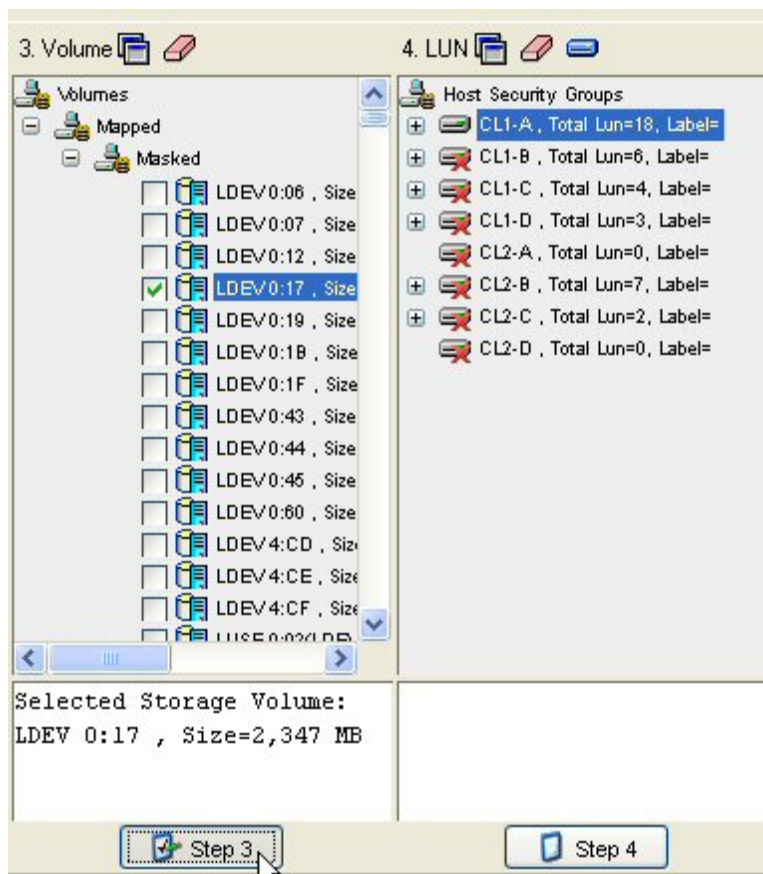 3. Volume
Volumes
Mapped
Masked
LDEV 0:06 , Size
LDEV 0:07 , Size
LDEV 0:12 , Size
LDEV 0:17 , Size
LDEV 0:19 , Size
LDEV 0:1B , Size
LDEV 0:1F , Size
LDEV 0:43 , Size
LDEV 0:44 , Size
LDEV 0:45 , Size
LDEV 0:60 , Size
LDEV 4:CD , Siz
LDEV 4:CE , Size
LDEV 4:CF , Size
LUSE 0:02(LDEV
Selected Storage Volume:
LDEV 0:17 , Size=2,347 MB
Step 3
4. LUN
Host Security Groups
CL1-A , Total Lun=18, Label=
CL1-B , Total Lun=6, Label=
CL1-C , Total Lun=4, Label=
CL1-D , Total Lun=3, Label=
CL2-A , Total Lun=0, Label=
CL2-B , Total Lun=7, Label=
CL2-C , Total Lun=2, Label=
CL2-D , Total Lun=0, Label=
Step 4